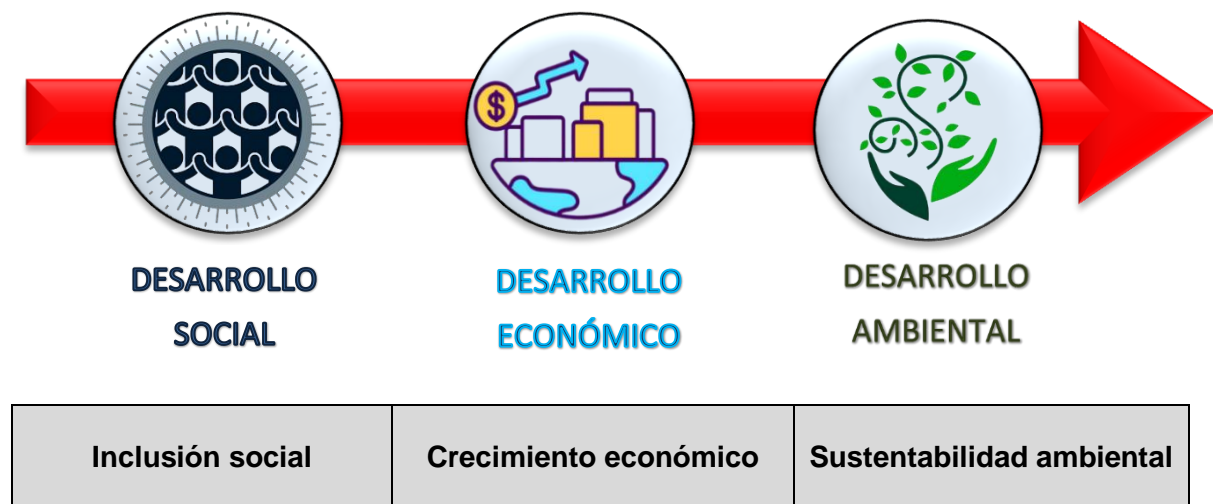 $
DESARROLLO
SOCIAL
DESARROLLO
ECONÓMICO
DESARROLLO
AMBIENTAL
Inclusión social
Crecimiento económico
Sustentabilidad ambiental